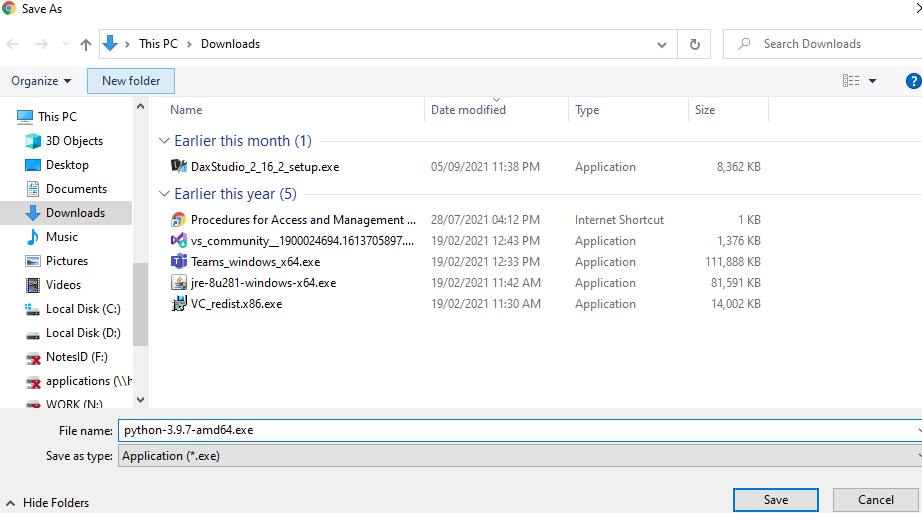 Save As
This PC > Downloads
Search Downloads
Organize
New folder
?
Name
Date modified
Type
Size
This PC
3D Objects
Desktop
Documents
Downloads
Music
Pictures
Videos
Local Disk (C:)
Local Disk (D:)
NotesID (F:)
applications (\\h
WORK (N:)
Earlier this month (1)
DaxStudio_2_16_2_setup.exe 05/09/2021 11:38 PM Application 8,362 KB
Earlier this year (5)
Procedures for Access and Management ... 28/07/2021 04:12 PM Internet Shortcut 1 KB
vs_community__1900024694.1613705897.... 19/02/2021 12:43 PM Application 1,376 KB
Teams_windows_x64.exe 19/02/2021 12:33 PM Application 111,888 KB
jre-8u281-windows-x64.exe 19/02/2021 11:42 AM Application 81,591 KB
VC_redist.x86.exe 19/02/2021 11:30 AM Application 14,002 KB
File name: python-3.9.7-amd64.exe
Save as type: Application (*.exe)
Hide Folders
Save
Cancel